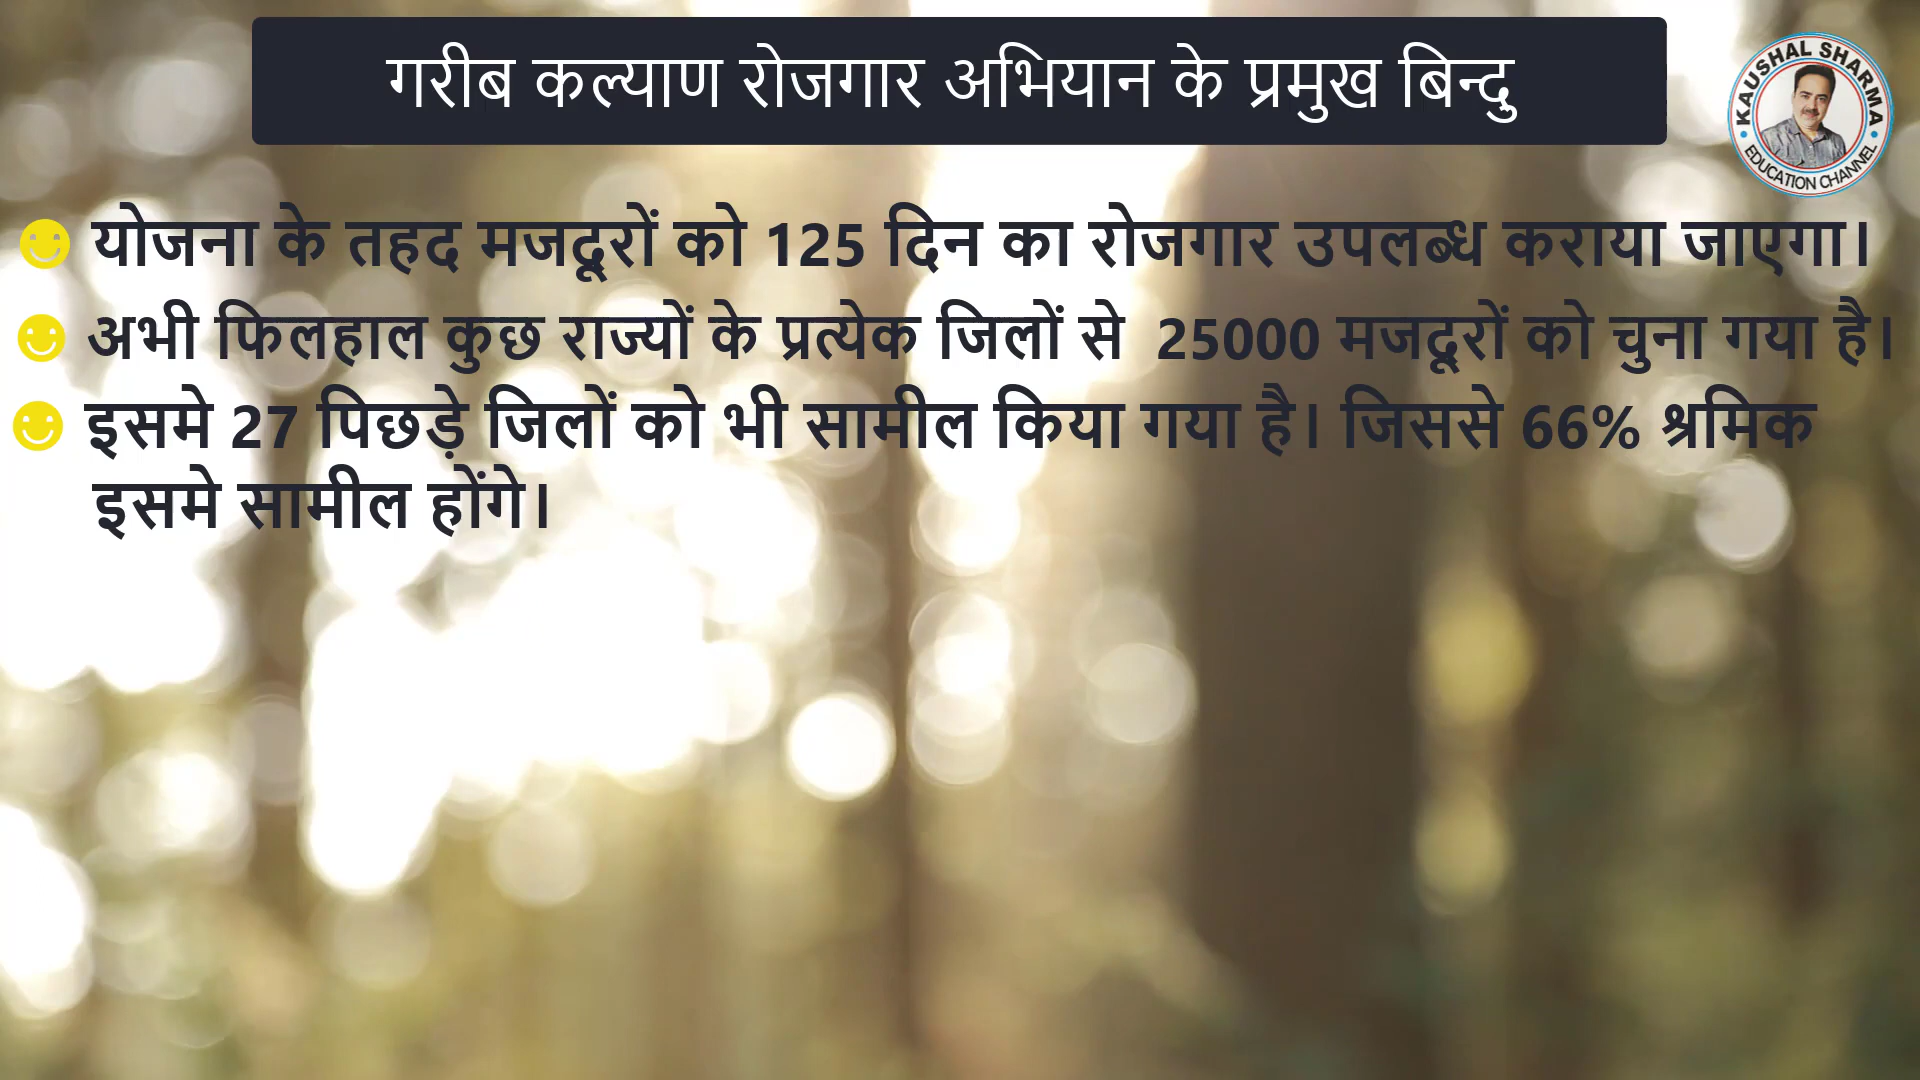 गरीब कल्याण रोजगार अभियान के प्रमुख बिन्दु
KAUSHAL SHARMA
EDUCATION CHANNEL
योजना के तहद मजदूरों को 125 दिन का रोजगार उपलब्ध कराया जाएगा।
अभी फिलहाल कुछ राज्यों के प्रत्येक जिलों से 25000 मजदूरों को चुना गया है।
इसमे 27 पिछड़े जिलों को भी सामील किया गया है। जिससे 66% श्रमिक
इसमे सामील होंगे।